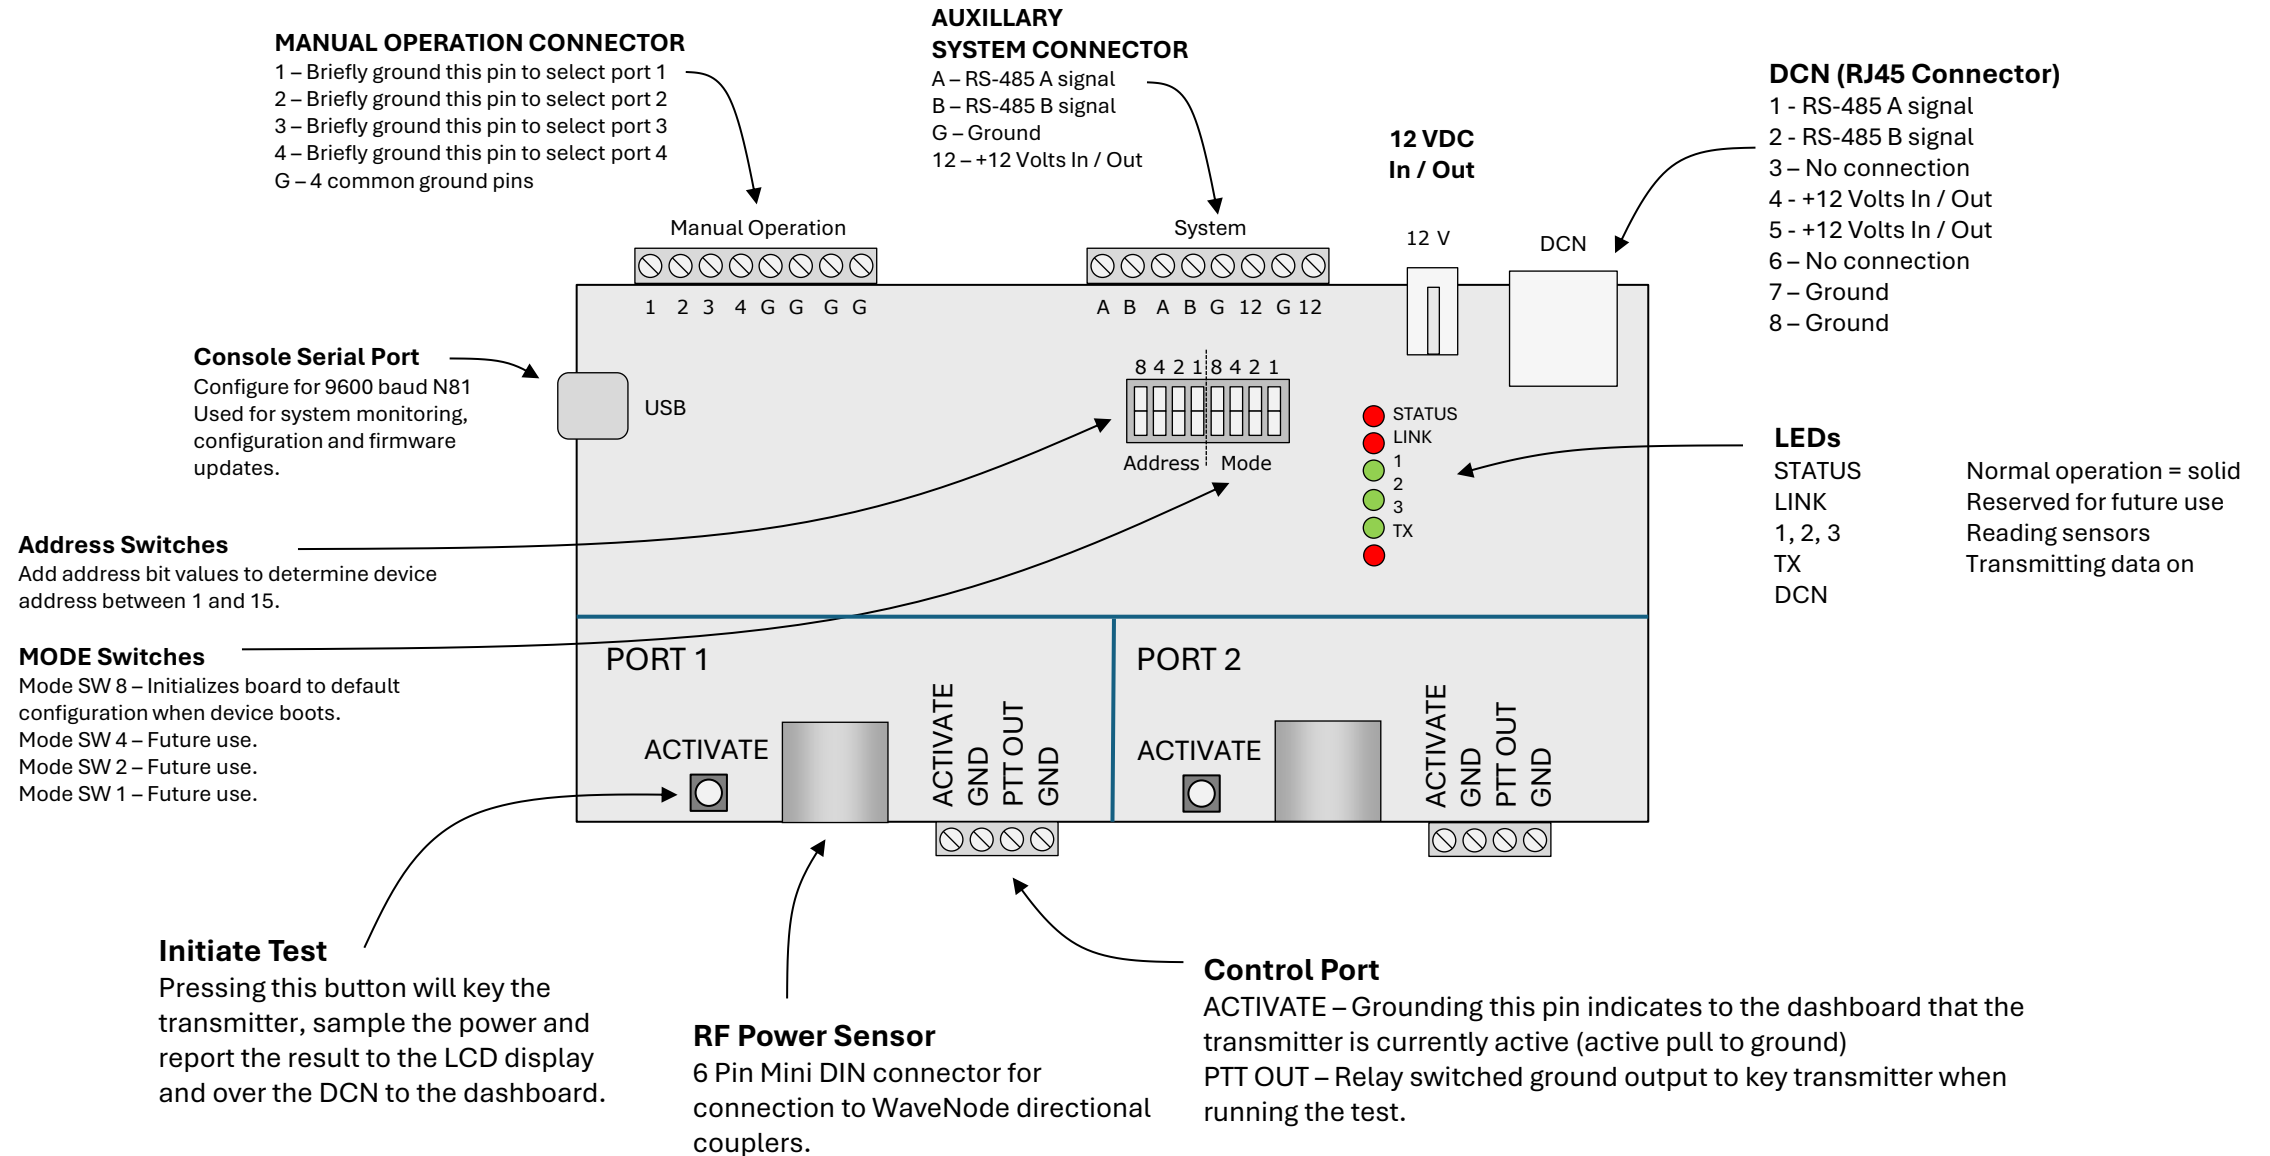 AUXILLARY
SYSTEM CONNECTOR
A – RS-485 A signal
B – RS-485 B signal
G – Ground
12 – +12 Volts In / Out
MANUAL OPERATION CONNECTOR
1 – Briefly ground this pin to select port 1
2 – Briefly ground this pin to select port 2
3 – Briefly ground this pin to select port 3
4 – Briefly ground this pin to select port 4
G – 4 common ground pins
DCN (RJ45 Connector)
1 - RS-485 A signal
2 - RS-485 B signal
3 – No connection
4 - +12 Volts In / Out
5 - +12 Volts In / Out
6 – No connection
7 – Ground
8 – Ground
12 VDC
In / Out
Manual Operation
System
12 V
DCN
1 2 3 4 G G G G
A B A B G 12 G 12
Console Serial Port
Configure for 9600 baud N81
Used for system monitoring,
configuration and firmware
updates.
USB
8 4 2 1 8 4 2 1
Address Mode
STATUS
LINK
1
2
3
TX
LEDs
STATUS Normal operation = solid
LINK Reserved for future use
1, 2, 3 Reading sensors
TX Transmitting data on
DCN
Address Switches
Add address bit values to determine device
address between 1 and 15.
MODE Switches
Mode SW 8 – Initializes board to default
configuration when device boots.
Mode SW 4 – Future use.
Mode SW 2 – Future use.
Mode SW 1 – Future use.
PORT 1
ACTIVATE
ACTIVATE
GND
PTT OUT
GND
PORT 2
ACTIVATE
ACTIVATE
GND
PTT OUT
GND
Initiate Test
Pressing this button will key the
transmitter, sample the power and
report the result to the LCD display
and over the DCN to the dashboard.
RF Power Sensor
6 Pin Mini DIN connector for
connection to WaveNode directional
couplers.
Control Port
ACTIVATE – Grounding this pin indicates to the dashboard that the
transmitter is currently active (active pull to ground)
PTT OUT – Relay switched ground output to key transmitter when
running the test.